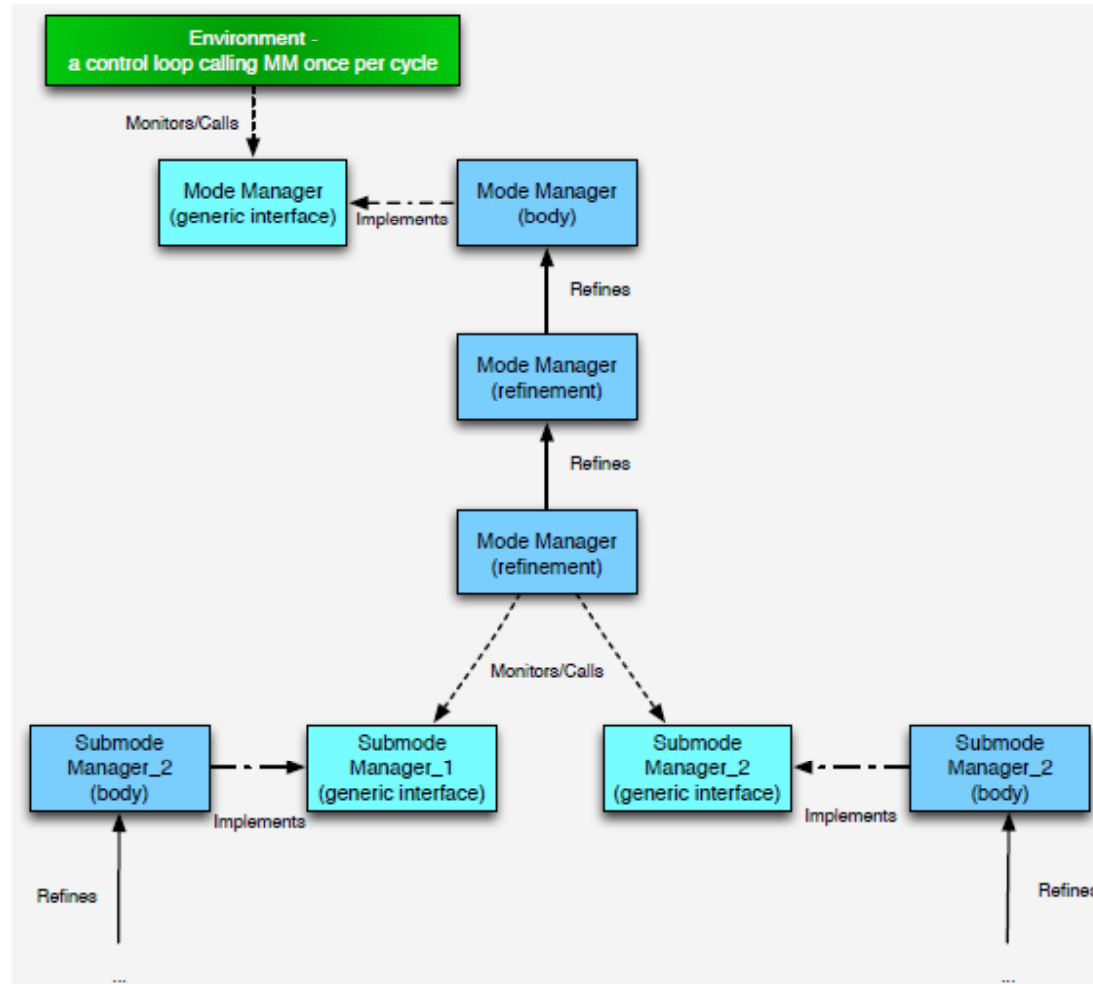 Environment -
a control loop calling MM once per cycle
Monitors/Calls
Mode Manager
(generic interface)
Implements
Mode Manager
(body)
Refines
Mode Manager
(refinement)
Refines
Mode Manager
(refinement)
Monitors/Calls
Submode
Manager_2
(body)
Implements
Submode
Manager_1
(generic interface)
Submode
Manager_2
(generic interface)
Implements
Submode
Manager_2
(body)
Refines
Refines
...
...